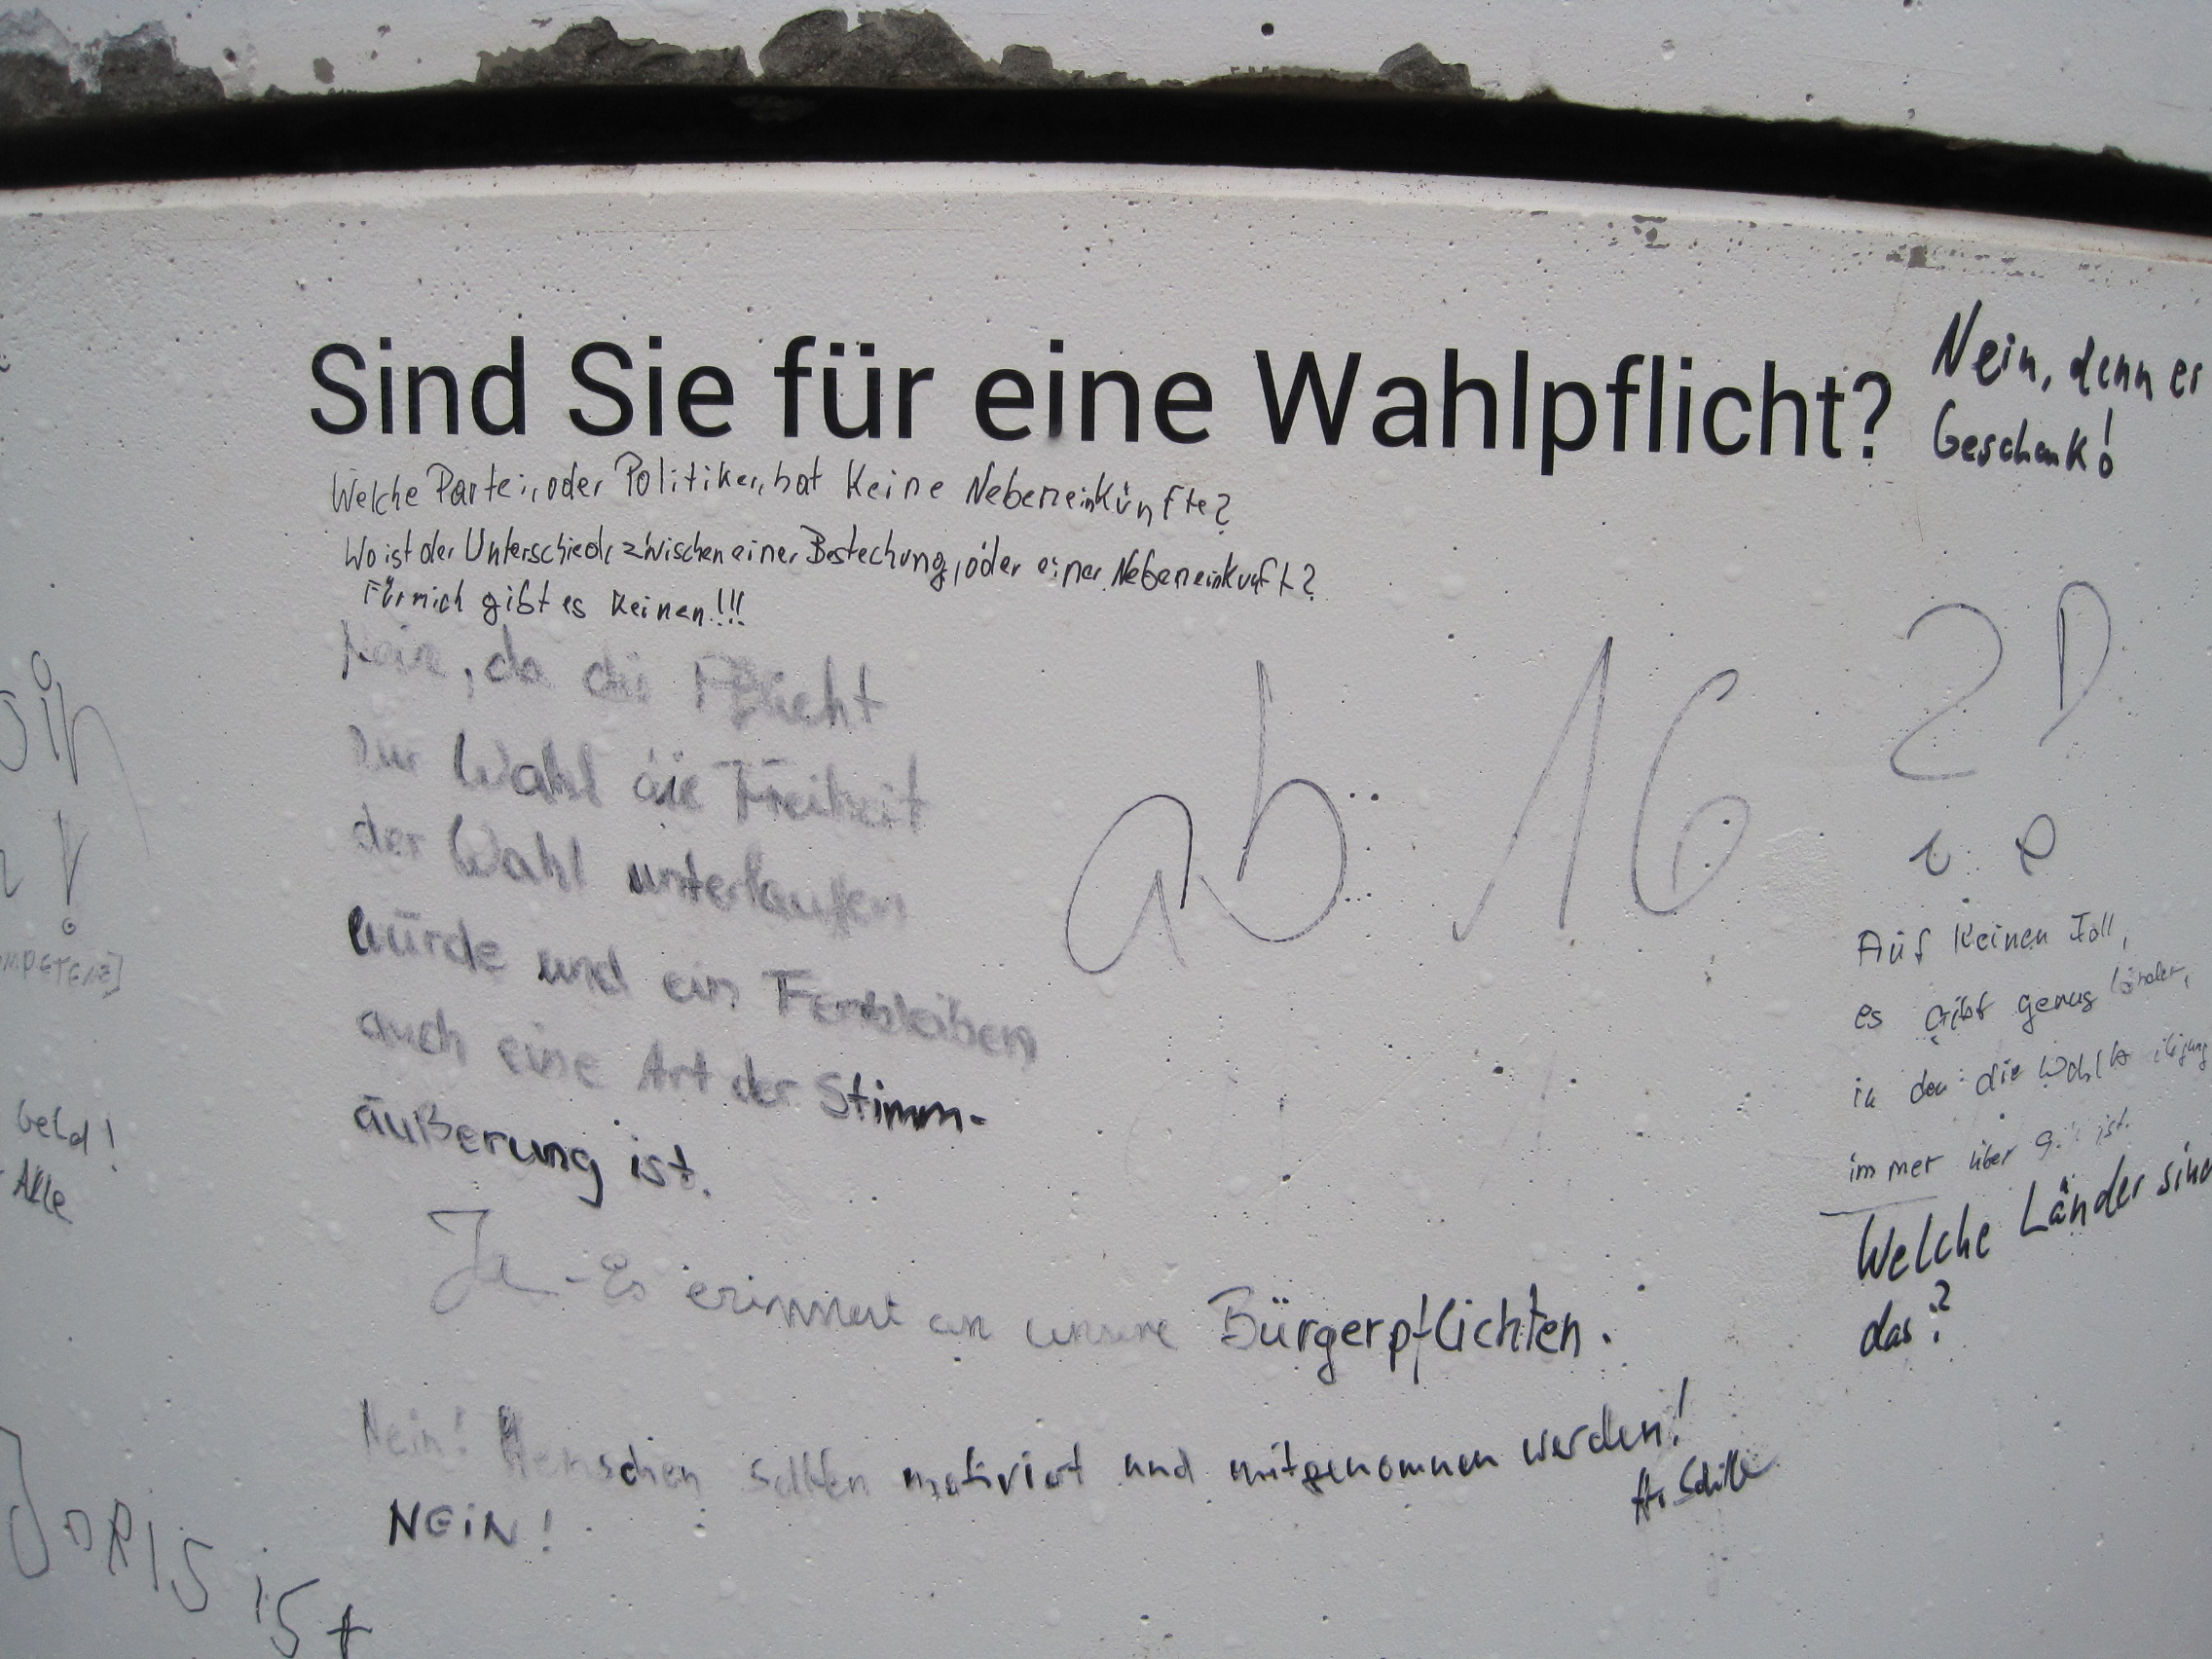 Sind Sie für eine Wahlpflicht?
Nein, denn er
Geschenk!
Welche Partei, oder Politiker, hat Keine Nebeneinkünfte?
Wo ist der Unterschied, zwischen einer Bestechung, oder einer Nebeneinkunft?
Für mich gibt es Keinen!!!
Nein, da die Pflicht
zur Wahl die Freiheit
der Wahl unterlaufen
würde und ein Fernbleiben
auch eine Art der Stimm-
äußerung ist.
ab 16
Ja - Es erinnert an unsere Bürgerpflichten.
Nein! Menschen sollten motiviert und mitgenommen werden!
NEiN!
Auf Keinen Fall,
es gibt genug länder,
in den die
immer über ist.
Welche Länder sind
das?
Geld!
Alle
DORIS iST